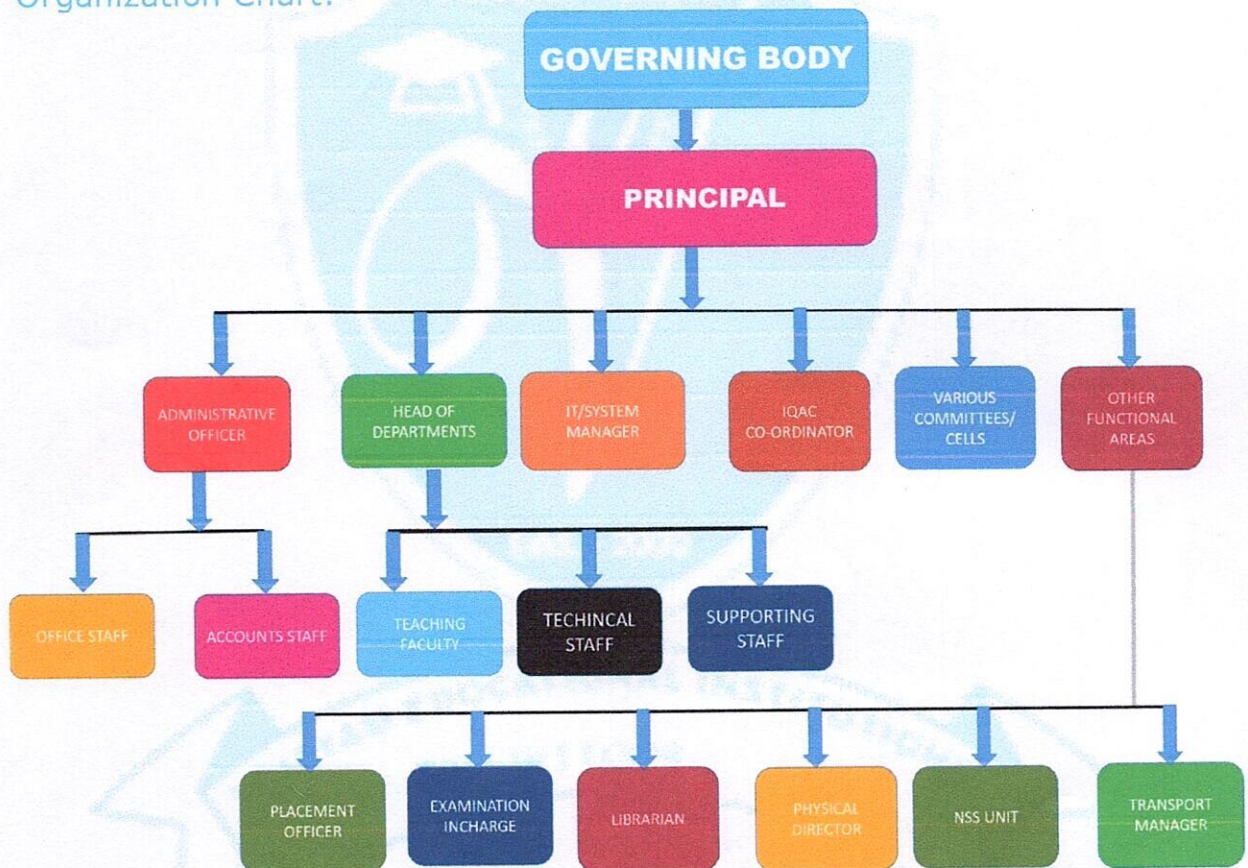 Organization Chart:
GOVERNING BODY
PRINCIPAL
ADMINISTRATIVE
OFFICER
HEAD OF
DEPARTMENTS
IT/SYSTEM
MANAGER
IQAC
CO-ORDINATOR
VARIOUS
COMMITTEES/
CELLS
OTHER
FUNCTIONAL
AREAS
OFFICE STAFF
ACCOUNTS STAFF
TEACHING
FACULTY
TECHINCAL
STAFF
SUPPORTING
STAFF
PLACEMENT
OFFICER
EXAMINATION
INCHARGE
LIBRARIAN
PHYSICAL
DIRECTOR
NSS UNIT
TRANSPORT
MANAGER